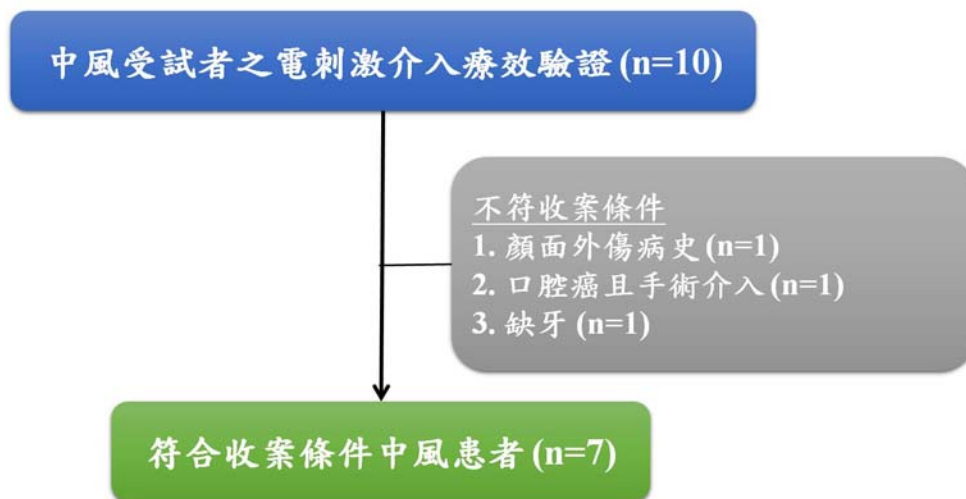 中風受試者之電刺激介入療效驗證(n=10)
不符收案條件
1. 顏面外傷病史(n=1)
2. 口腔癌且手術介入(n=1)
3. 缺牙(n=1)
符合收案條件中風患者(n=7)